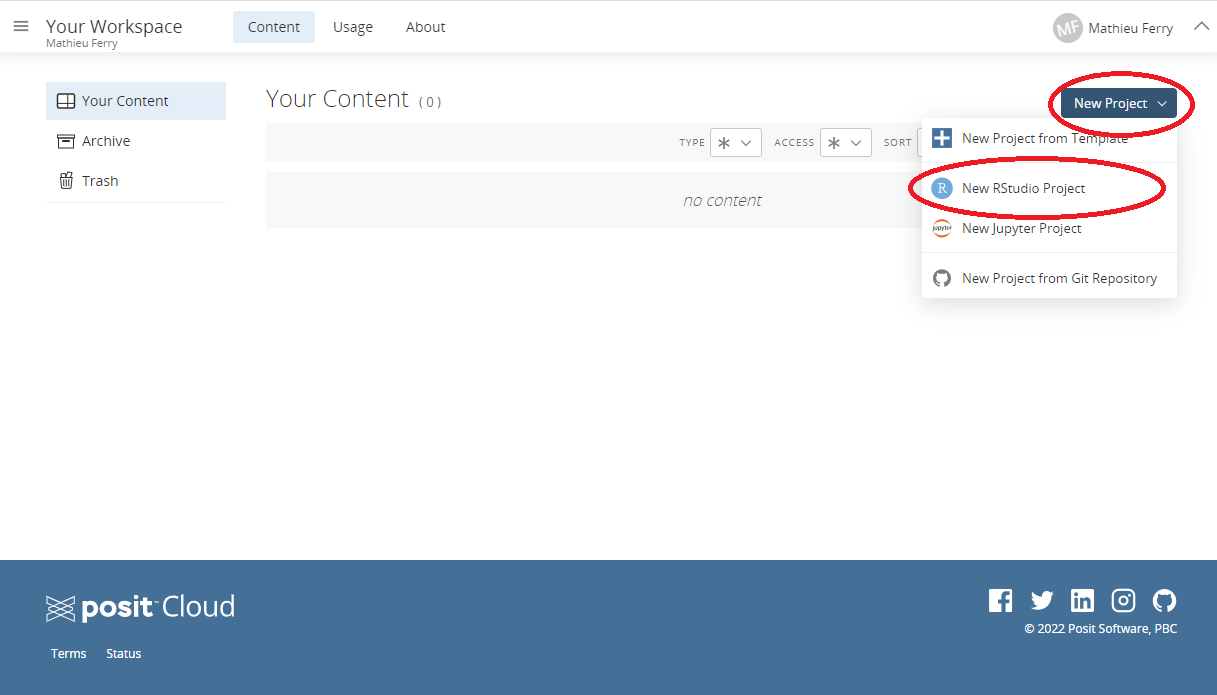 Your Workspace
Mathieu Ferry
Content
Usage
About
MF
Mathieu Ferry
Your Content
Archive
Trash
Your Content (0)
New Project
TYPE
ACCESS
SORT
New Project from Template
New RStudio Project
New Jupyter Project
New Project from Git Repository
no content
R
jupyter
posit™ Cloud
Terms
Status
© 2022 Posit Software, PBC